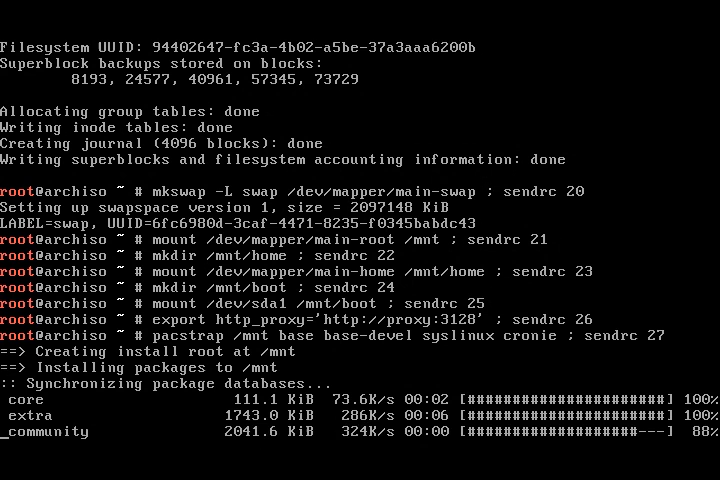 Filesystem UUID: 94402647-fc3a-4b02-a5be-37a3aaa6200b
Superblock backups stored on blocks:
        8193, 24577, 40961, 57345, 73729

Allocating group tables: done
Writing inode tables: done
Creating journal (4096 blocks): done
Writing superblocks and filesystem accounting information: done

root@archiso ~ # mkswap -L swap /dev/mapper/main-swap ; sendrc 20
Setting up swapspace version 1, size = 2097148 KiB
LABEL=swap, UUID=6fc6980d-3caf-4471-8235-f0345babdc43
root@archiso ~ # mount /dev/mapper/main-root /mnt ; sendrc 21
root@archiso ~ # mkdir /mnt/home ; sendrc 22
root@archiso ~ # mount /dev/mapper/main-home /mnt/home ; sendrc 23
root@archiso ~ # mkdir /mnt/boot ; sendrc 24
root@archiso ~ # mount /dev/sda1 /mnt/boot ; sendrc 25
root@archiso ~ # export http_proxy='http://proxy:3128' ; sendrc 26
root@archiso ~ # pacstrap /mnt base base-devel syslinux cronie ; sendrc 27
==> Creating install root at /mnt
==> Installing packages to /mnt
:: Synchronizing package databases...
 core                    111.1 KiB  73.6K/s 00:02 [######################] 100%
 extra                  1743.0 KiB   286K/s 00:06 [######################] 100%
_community              2041.6 KiB   324K/s 00:00 [###################---]  88%